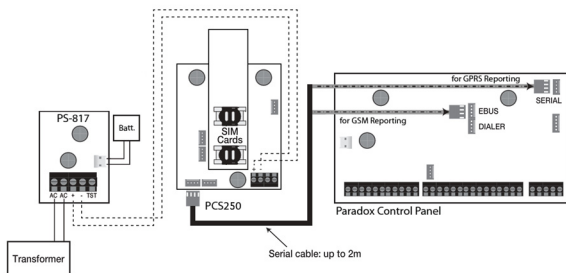 for GPRS Reporting
SERIAL
for GSM Reporting
EBUS
DIALER
PS-817
Batt.
SIM
Cards
+ -
AC AC + - TST
PCS250
Paradox Control Panel
Serial cable: up to 2m
Transformer